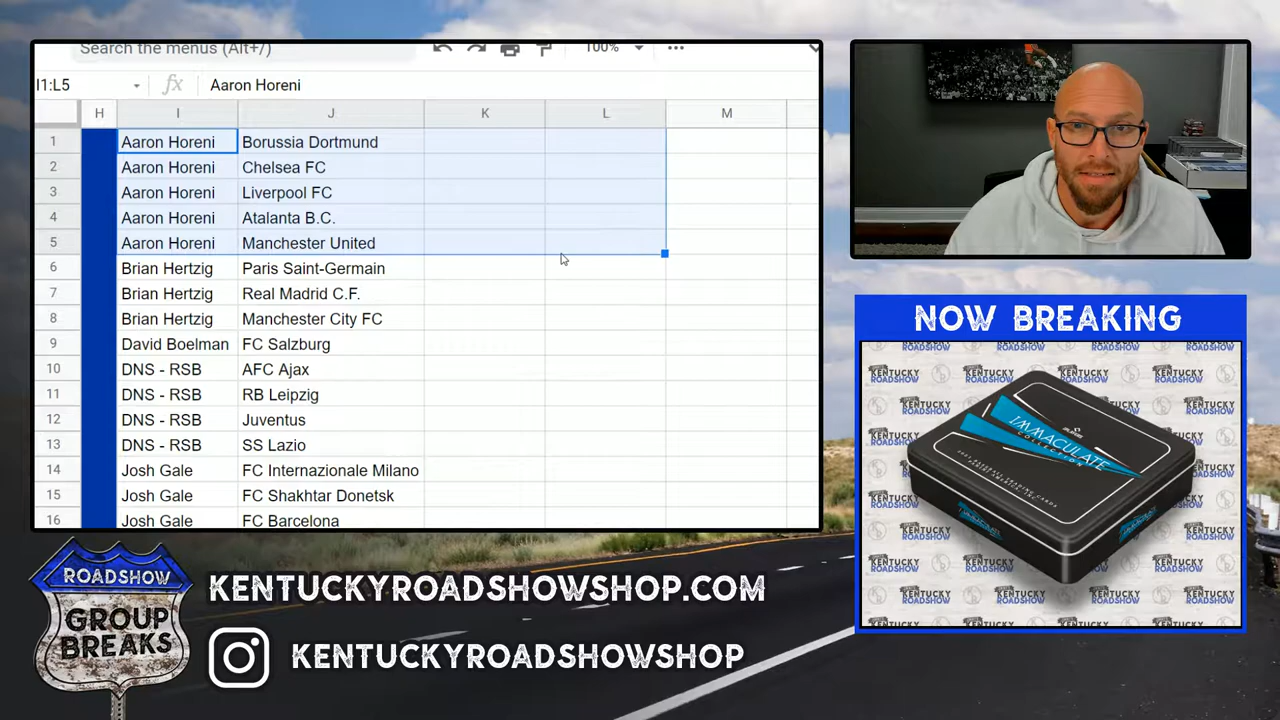 Search the menus (Alt+/)
100%
I1:L5
fx
Aaron Horeni
H I J K L M
1 Aaron Horeni Borussia Dortmund
2 Aaron Horeni Chelsea FC
3 Aaron Horeni Liverpool FC
4 Aaron Horeni Atalanta B.C.
5 Aaron Horeni Manchester United
6 Brian Hertzig Paris Saint-Germain
7 Brian Hertzig Real Madrid C.F.
8 Brian Hertzig Manchester City FC
9 David Boelman FC Salzburg
10 DNS - RSB AFC Ajax
11 DNS - RSB RB Leipzig
12 DNS - RSB Juventus
13 DNS - RSB SS Lazio
14 Josh Gale FC Internazionale Milano
15 Josh Gale FC Shakhtar Donetsk
16 Josh Gale FC Barcelona
NOW BREAKING
KENTUCKY
ROADSHOW
IMMACULATE
COLLECTION
ROADSHOW
GROUP
BREAKS
KENTUCKYROADSHOWSHOP.COM
KENTUCKYROADSHOWSHOP